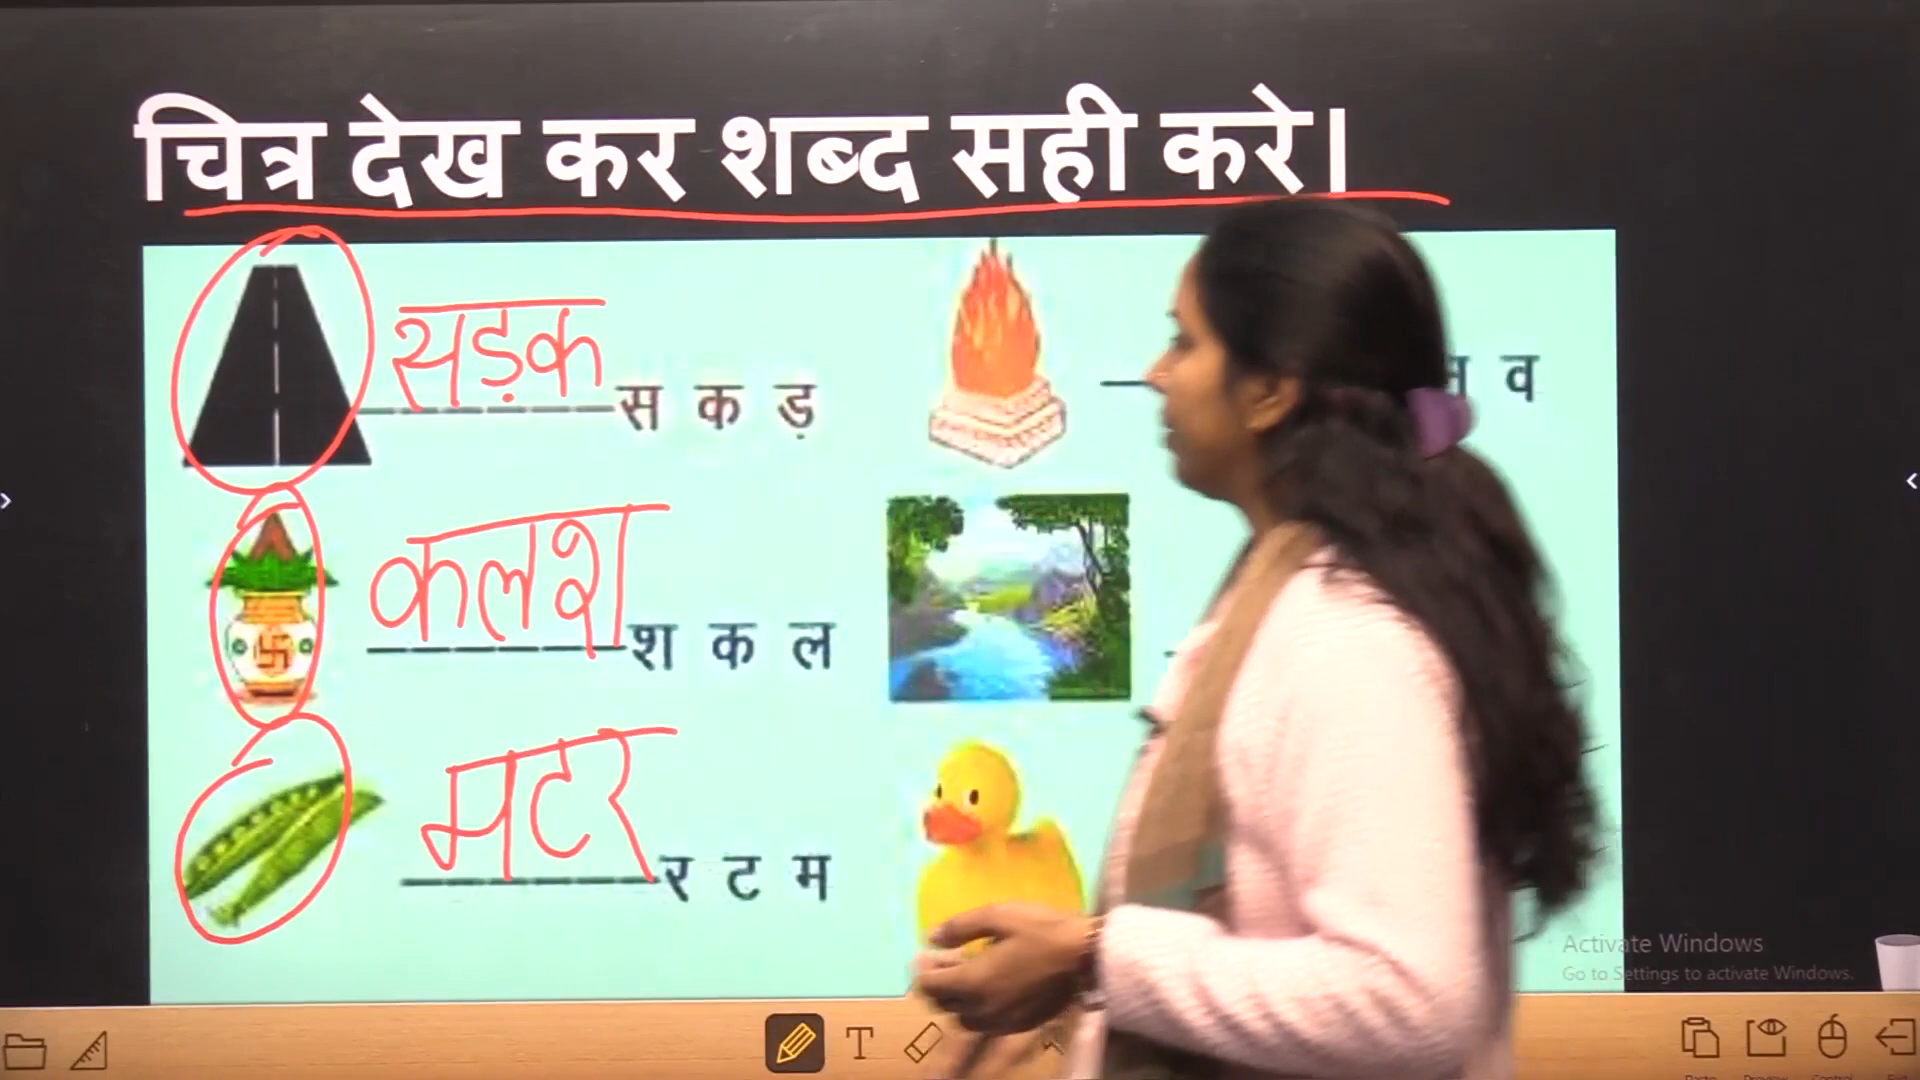 चित्र देख कर शब्द सही करे।
सड़क
स क ड़
व
कलश
श क ल
मटर
र ट म
Activate Windows
Go to Settings to activate Windows.
T